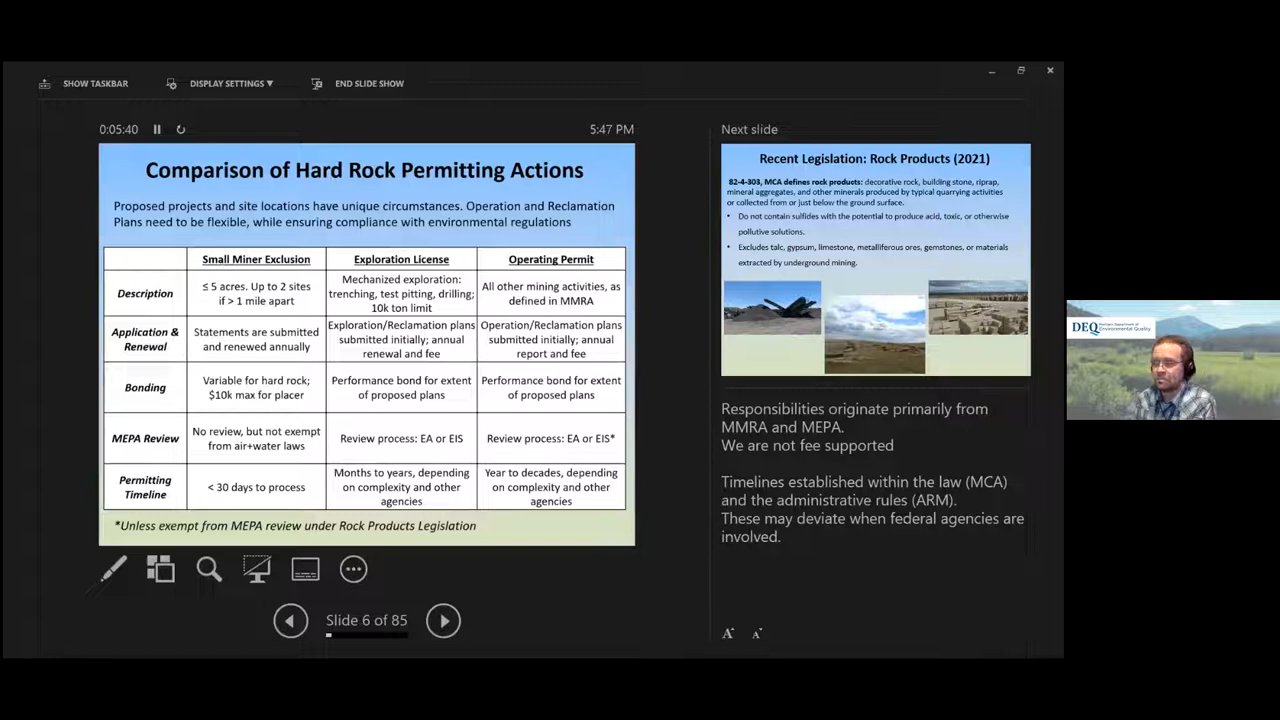 SHOW TASKBAR
DISPLAY SETTINGS ▼
END SLIDE SHOW
0:05:40
5:47 PM
Comparison of Hard Rock Permitting Actions
Proposed projects and site locations have unique circumstances. Operation and Reclamation
Plans need to be flexible, while ensuring compliance with environmental regulations
Small Miner Exclusion
Exploration License
Operating Permit
Description
≤ 5 acres. Up to 2 sites
if > 1 mile apart
Mechanized exploration:
trenching, test pitting, drilling;
10k ton limit
All other mining activities, as
defined in MMRA
Application &
Renewal
Statements are submitted
and renewed annually
Exploration/Reclamation plans
submitted initially; annual
renewal and fee
Operation/Reclamation plans
submitted initially; annual
report and fee
Bonding
Variable for hard rock;
$10k max for placer
Performance bond for extent
of proposed plans
Performance bond for extent
of proposed plans
MEPA Review
No review, but not exempt
from air+water laws
Review process: EA or EIS
Review process: EA or EIS*
Permitting
Timeline
< 30 days to process
Months to years, depending
on complexity and other
agencies
Year to decades, depending
on complexity and other
agencies
*Unless exempt from MEPA review under Rock Products Legislation
Slide 6 of 85
Next slide
Recent Legislation: Rock Products (2021)
82-4-303, MCA defines rock products: decorative rock, building stone, riprap,
mineral aggregates, and other minerals produced by typical quarrying activities
or collected from or just below the ground surface.
• Do not contain sulfides with the potential to produce acid, toxic, or otherwise
pollutive solutions.
• Excludes talc, gypsum, limestone, metalliferous ores, gemstones, or materials
extracted by underground mining.
Responsibilities originate primarily from
MMRA and MEPA.
We are not fee supported
Timelines established within the law (MCA)
and the administrative rules (ARM).
These may deviate when federal agencies are
involved.
A A
DEQ
Montana Department of
Environmental Quality